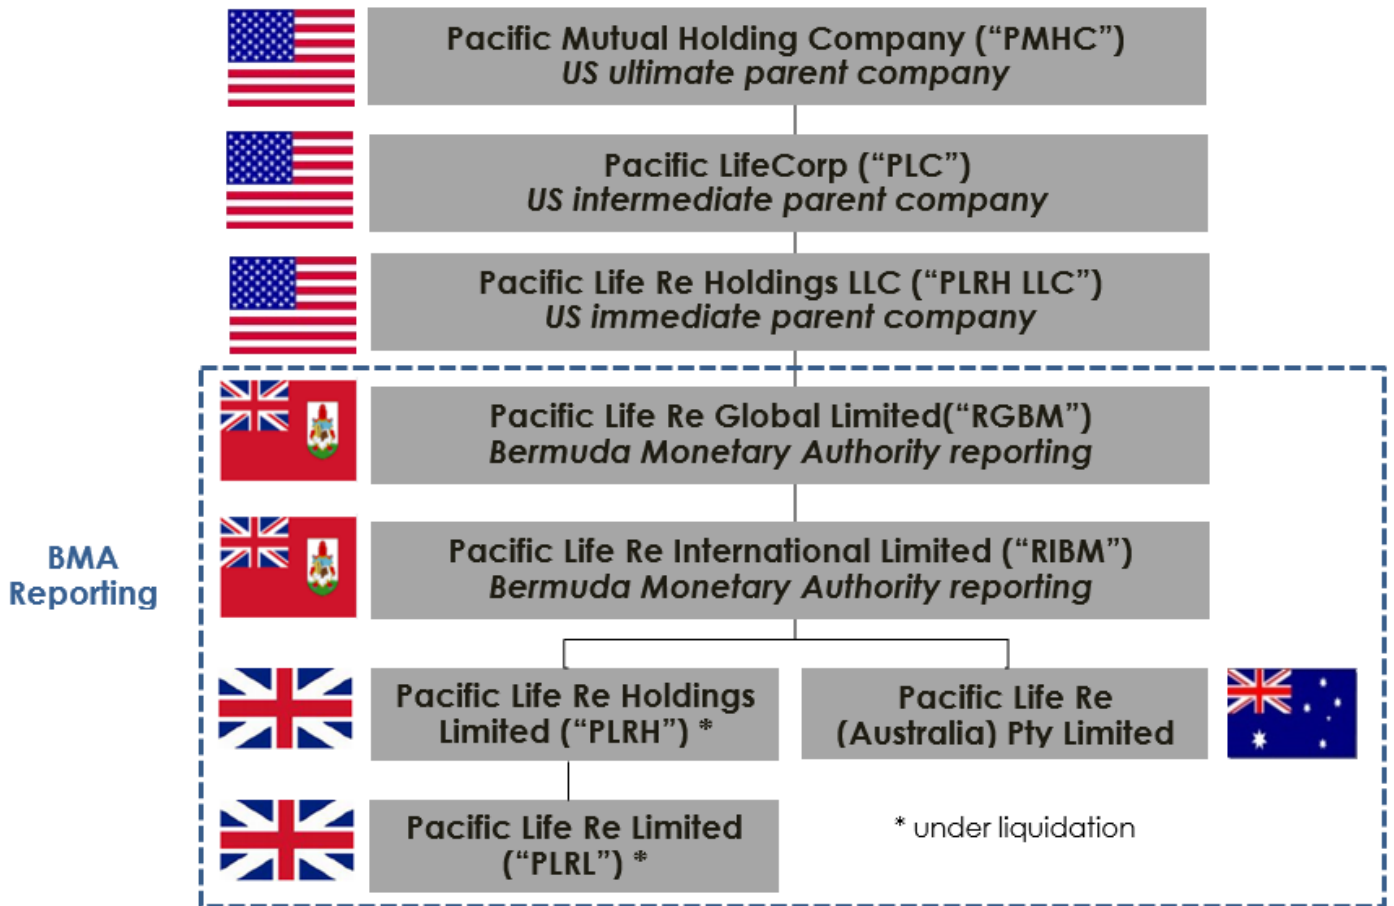 Pacific Mutual Holding Company (“PMHC”)
US ultimate parent company
Pacific LifeCorp (“PLC”)
US intermediate parent company
Pacific Life Re Holdings LLC (“PLRH LLC”)
US immediate parent company
Pacific Life Re Global Limited(“RGBM”)
Bermuda Monetary Authority reporting
BMA
Reporting
Pacific Life Re International Limited (“RIBM”)
Bermuda Monetary Authority reporting
Pacific Life Re Holdings
Limited (“PLRH”) *
Pacific Life Re
(Australia) Pty Limited
Pacific Life Re Limited
(“PLRL”) *
* under liquidation